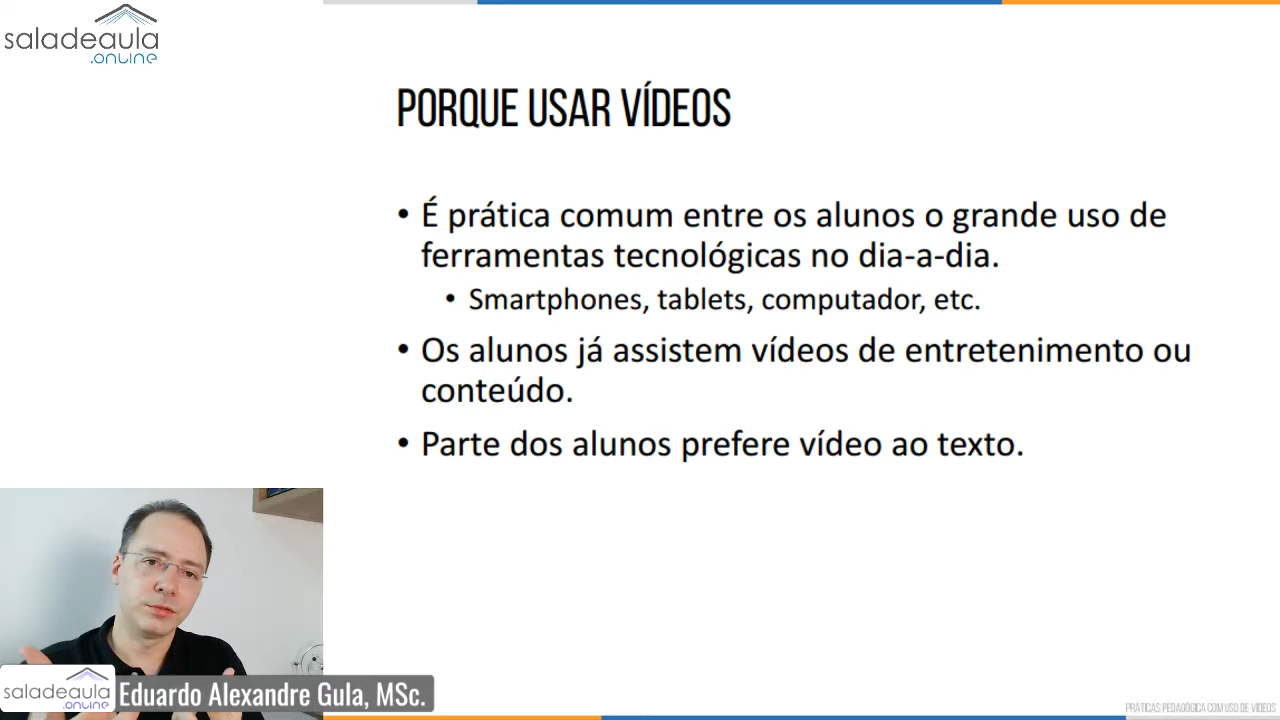 saladeaula
.online
PORQUE USAR VÍDEOS
• É prática comum entre os alunos o grande uso de
ferramentas tecnológicas no dia-a-dia.
• Smartphones, tablets, computador, etc.
• Os alunos já assistem vídeos de entretenimento ou
conteúdo.
• Parte dos alunos prefere vídeo ao texto.
saladeaula
.online
Eduardo Alexandre Gula, MSc.
PRÁTICAS PEDAGÓGICA COM USO DE VÍDEOS